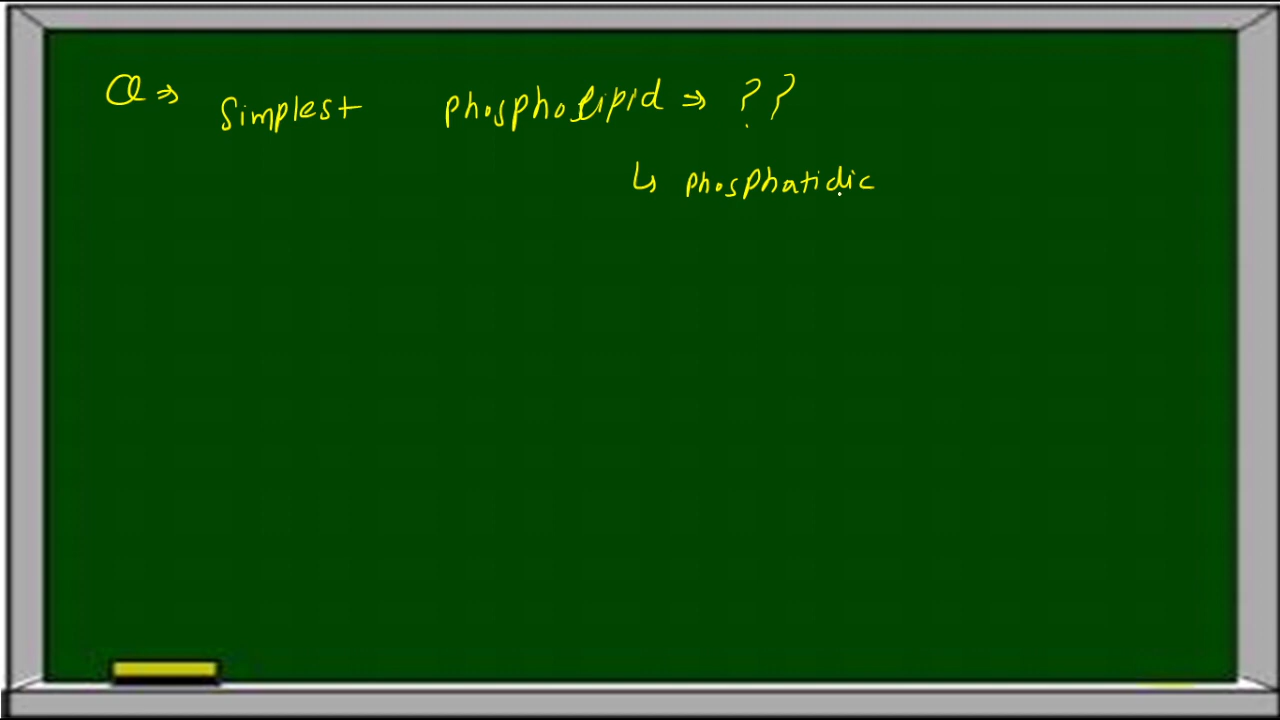 Q ⇒ Simplest phospholipid ⇒ ??
↳ phosphatidic